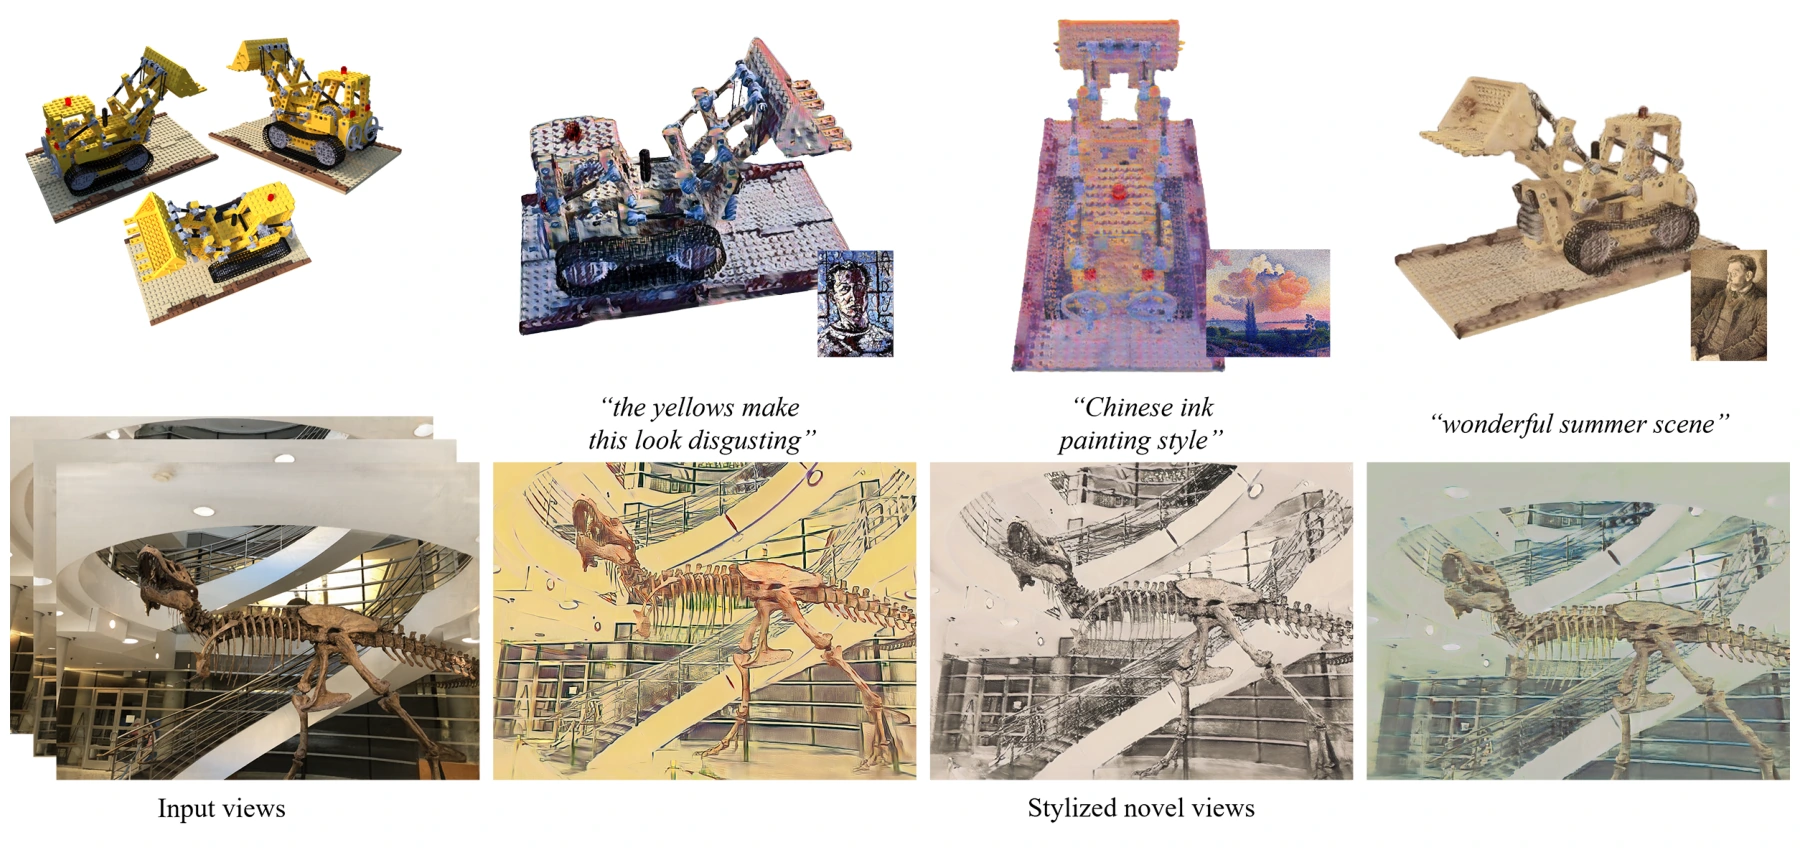 “the yellows make
this look disgusting”
“Chinese ink
painting style”
“wonderful summer scene”
Input views
Stylized novel views